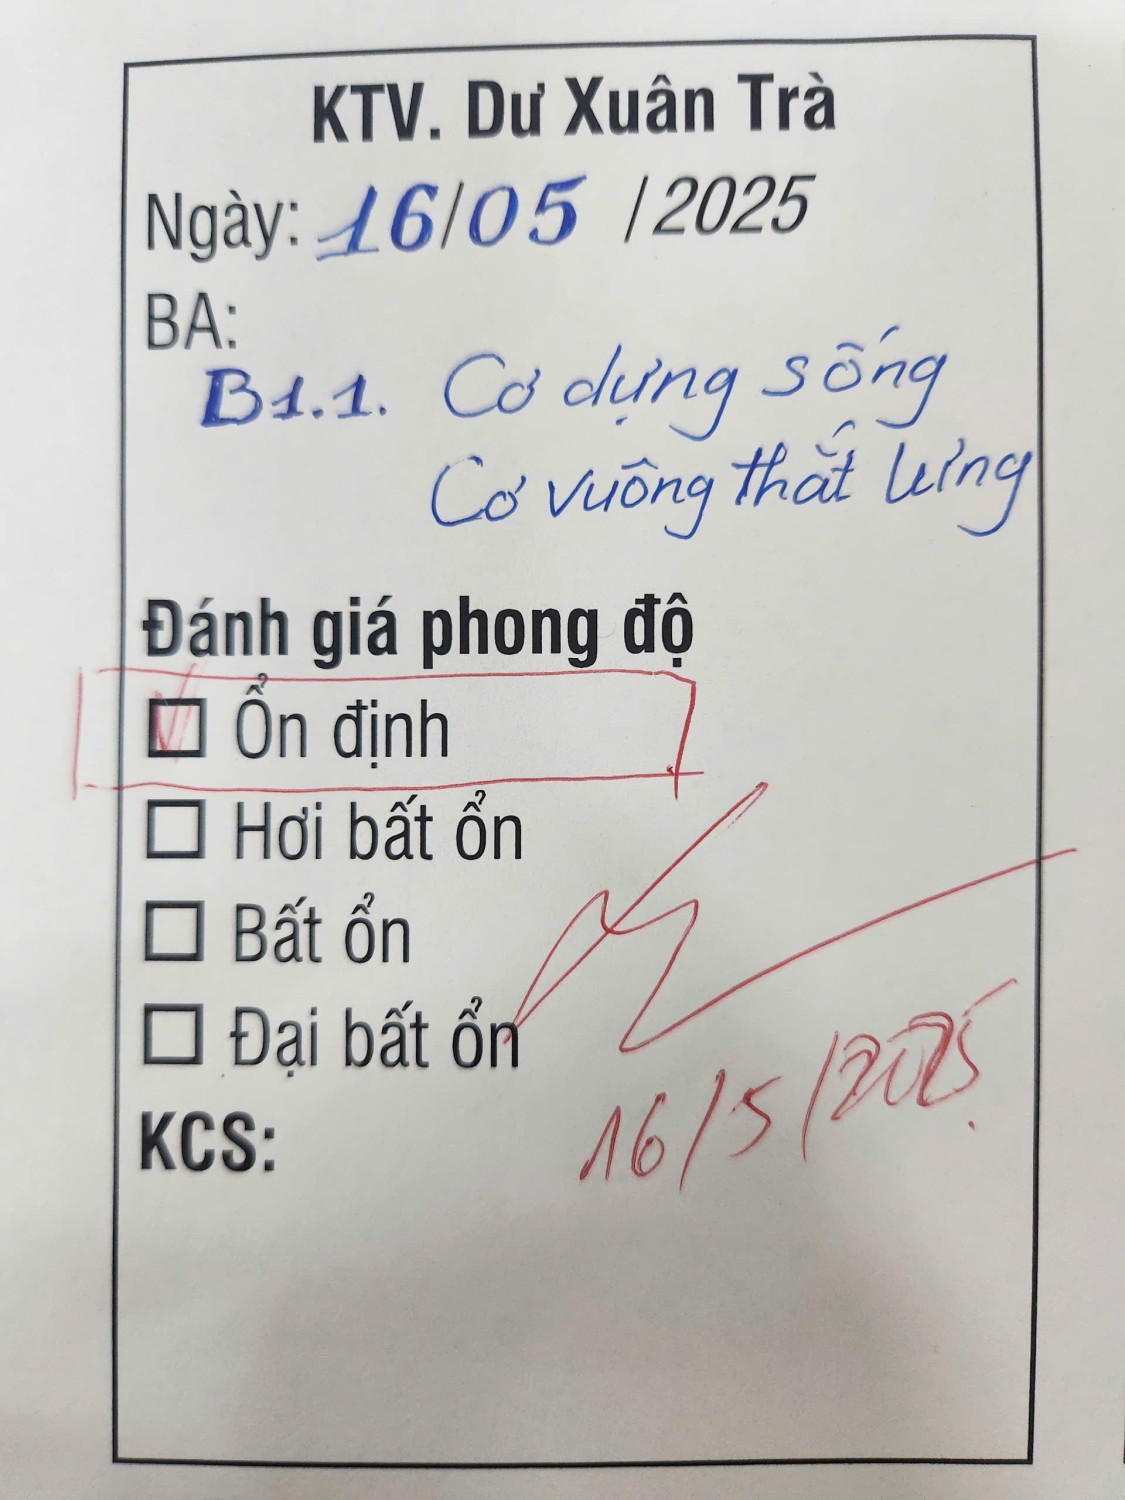 KTV. Dư Xuân Trà
Ngày: 16/05 /2025
BA:
B1.1. Cơ dựng sống
Cơ vuông thắt lưng
Đánh giá phong độ
Ổn định
Hơi bất ổn
Bất ổn
Đại bất ổn
16/5/2025
KCS: